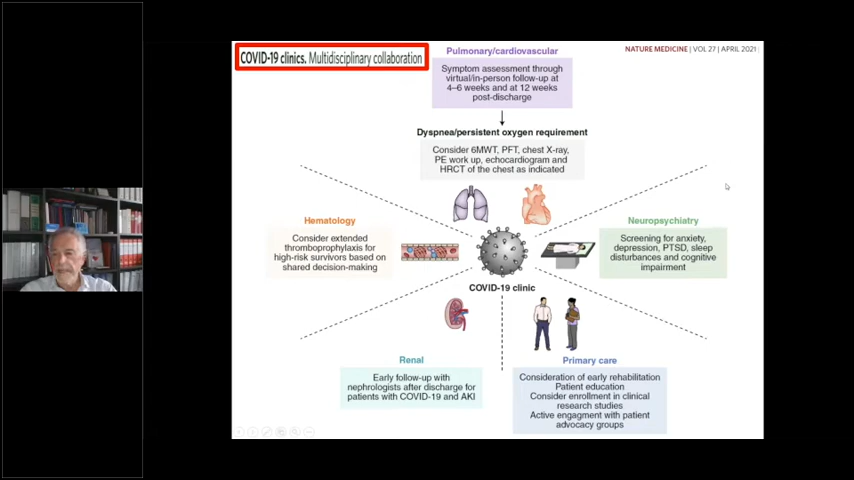 COVID-19 clinics. Multidisciplinary collaboration
Pulmonary/cardiovascular
NATURE MEDICINE | VOL 27 | APRIL 2021
Symptom assessment through
virtual/in-person follow-up at
4–6 weeks and at 12 weeks
post-discharge
Dyspnea/persistent oxygen requirement
Consider 6MWT, PFT, chest X-ray,
PE work up, echocardiogram and
HRCT of the chest as indicated
Hematology
Consider extended
thromboprophylaxis for
high-risk survivors based on
shared decision-making
Neuropsychiatry
Screening for anxiety,
depression, PTSD, sleep
disturbances and cognitive
impairment
COVID-19 clinic
Renal
Early follow-up with
nephrologists after discharge for
patients with COVID-19 and AKI
Primary care
Consideration of early rehabilitation
Patient education
Consider enrollment in clinical
research studies
Active engagment with patient
advocacy groups